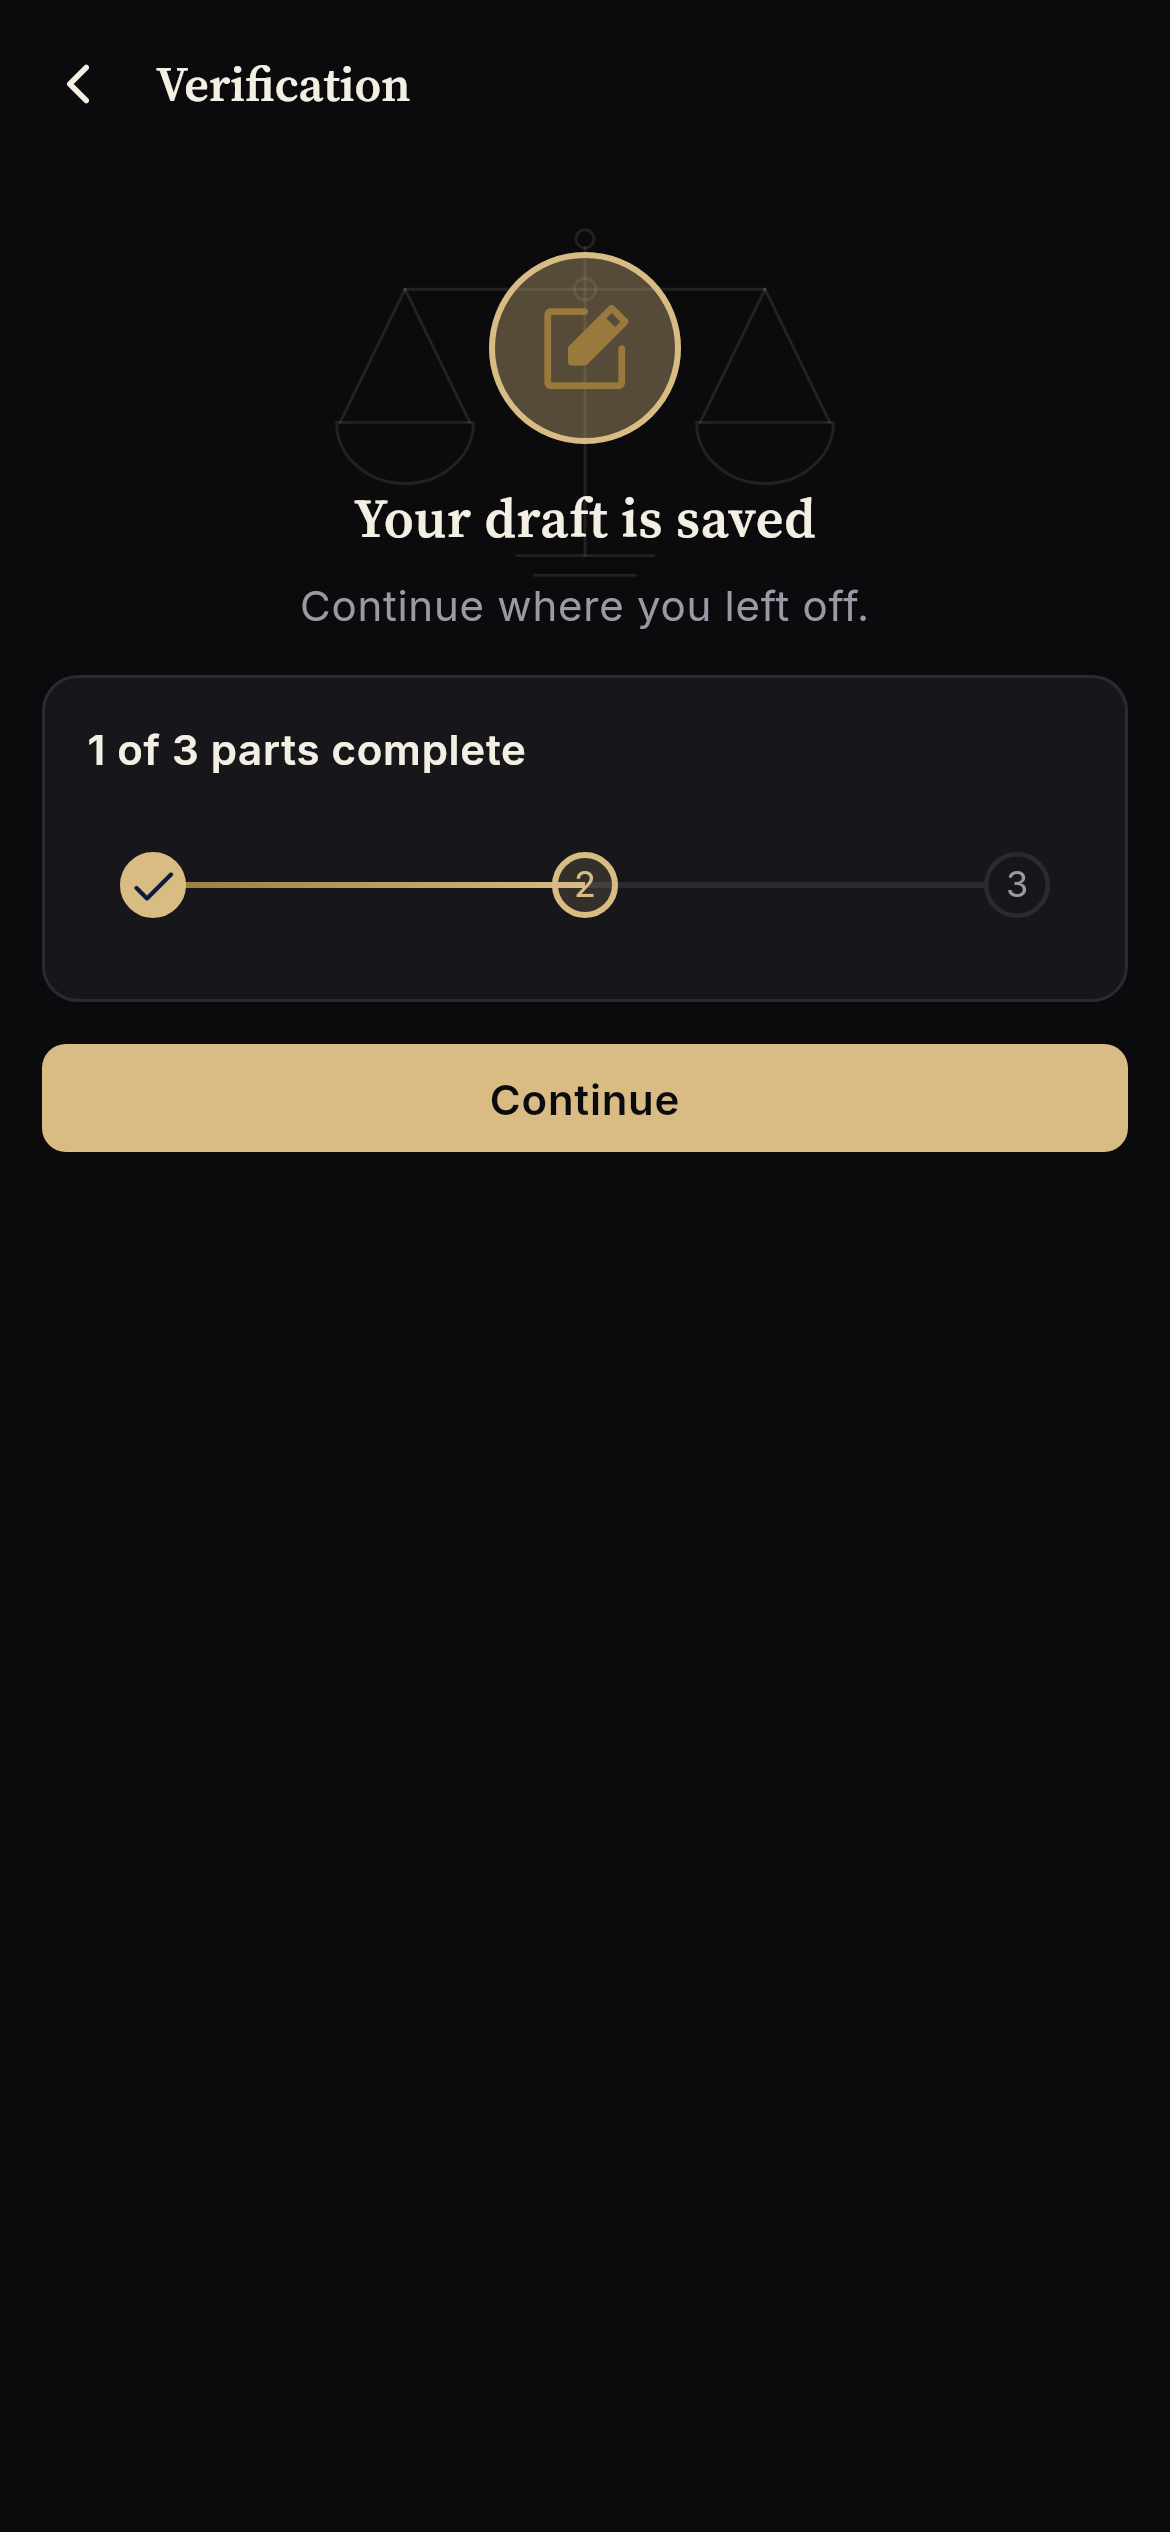 Verification
Your draft is saved
Continue where you left off.
1 of 3 parts complete
2
3
Continue